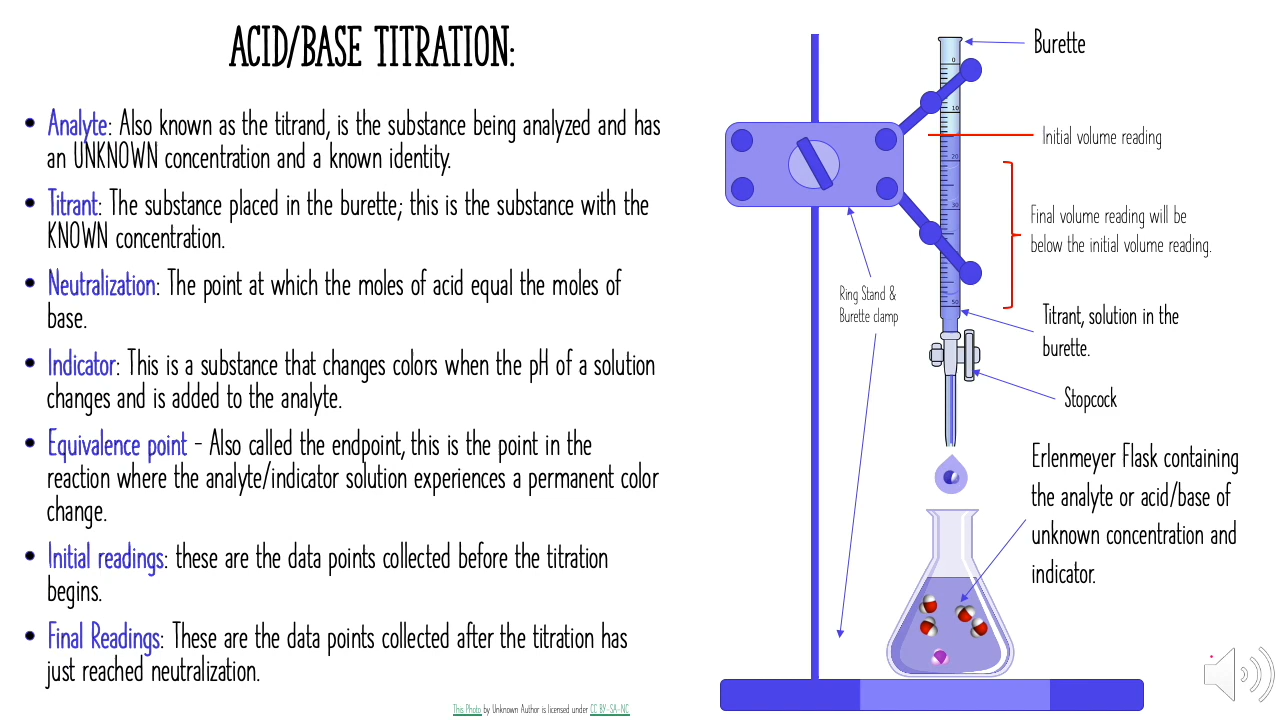 ACID/BASE TITRATION:
• Analyte: Also known as the titrand, is the substance being analyzed and has
an UNKNOWN concentration and a known identity.
• Titrant: The substance placed in the burette; this is the substance with the
KNOWN concentration.
• Neutralization: The point at which the moles of acid equal the moles of
base.
• Indicator: This is a substance that changes colors when the pH of a solution
changes and is added to the analyte.
• Equivalence point - Also called the endpoint, this is the point in the
reaction where the analyte/indicator solution experiences a permanent color
change.
• Initial readings: these are the data points collected before the titration
begins.
• Final Readings: These are the data points collected after the titration has
just reached neutralization.
This Photo by Unknown Author is licensed under CC BY-SA-NC
Burette
0
10
Initial volume reading
20
30
Final volume reading will be
below the initial volume reading.
Ring Stand &
Burette clamp
50
Titrant, solution in the
burette.
Stopcock
Erlenmeyer Flask containing
the analyte or acid/base of
unknown concentration and
indicator.